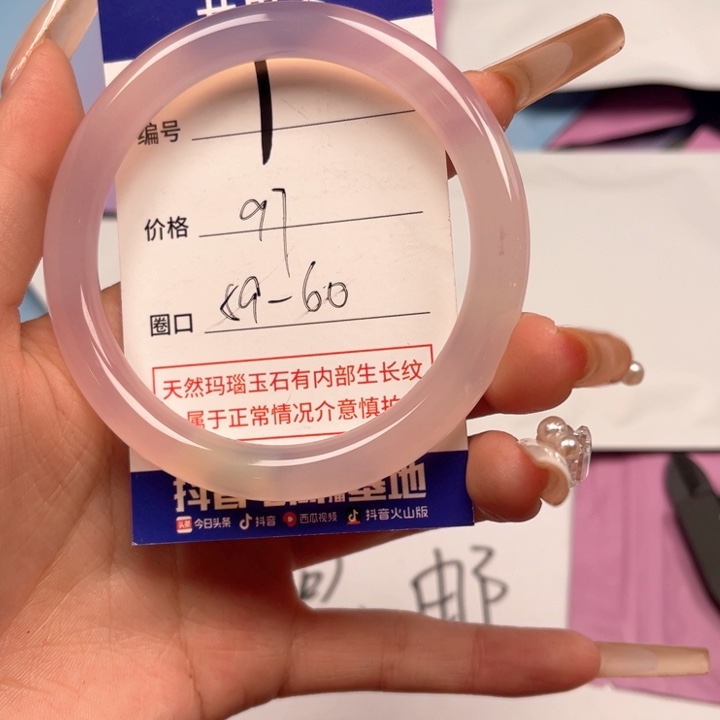 编号 1
价格 97
圈口 59-60
天然玛瑙玉石有内部生长纹
属于正常情况介意慎拍
今日头条 抖音 西瓜视频 抖音火山版
邮